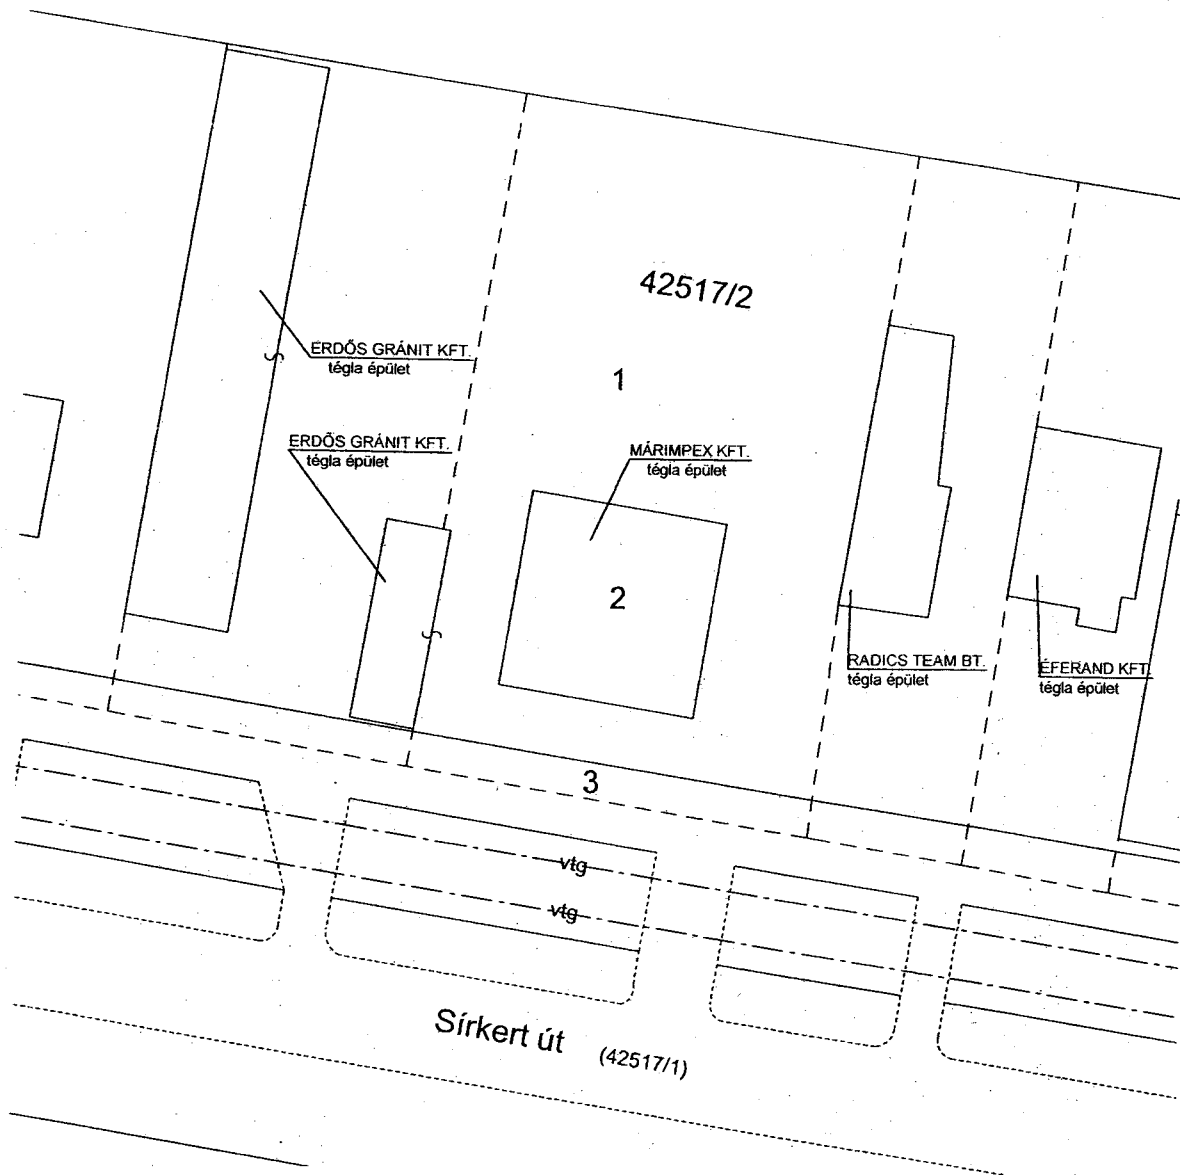 42517/2
ERDŐS GRÁNIT KFT.
tégla épület
1
ERDŐS GRÁNIT KFT.
tégla épület
MÁRIMPEX KFT.
tégla épület
2
RADICS TEAM BT.
tégla épület
ÉFERAND KFT.
tégla épület
3
vtg
vtg
Sírkert út (42517/1)